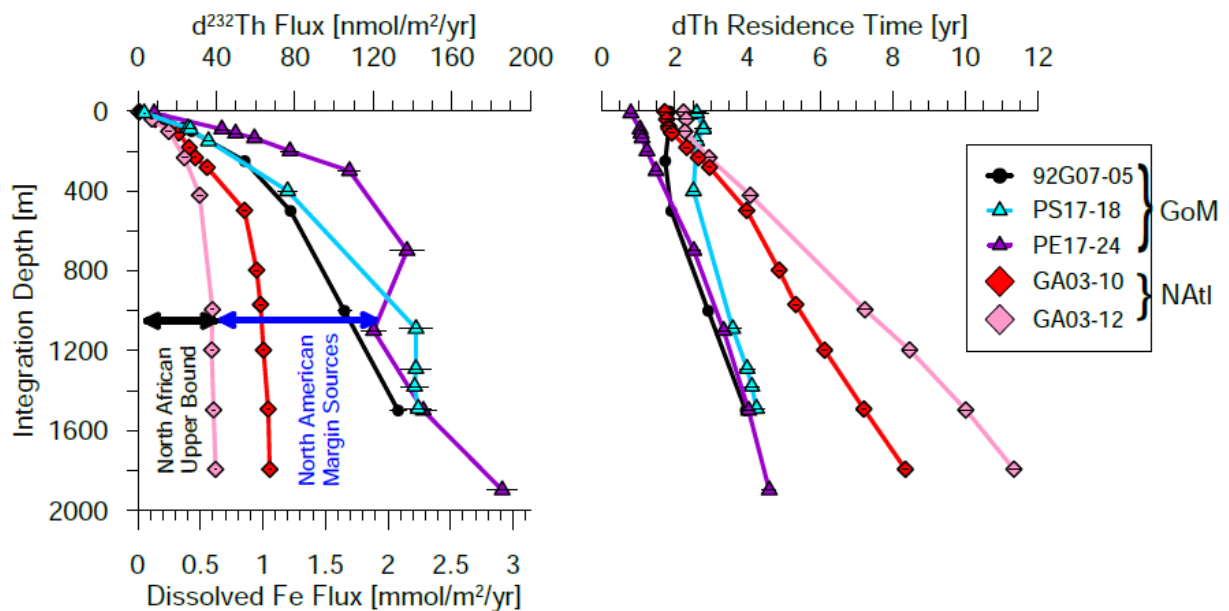 d²³²Th Flux [nmol/m²/yr]
0 40 80 120 160 200
dTh Residence Time [yr]
0 2 4 6 8 10 12
Integration Depth [m]
0
400
800
1200
1600
2000
North African
Upper Bound
North American
Margin Sources
0 0.5 1 1.5 2 2.5 3
Dissolved Fe Flux [mmol/m²/yr]
92G07-05
PS17-18
PE17-24
GoM
GA03-10
GA03-12
NAtl